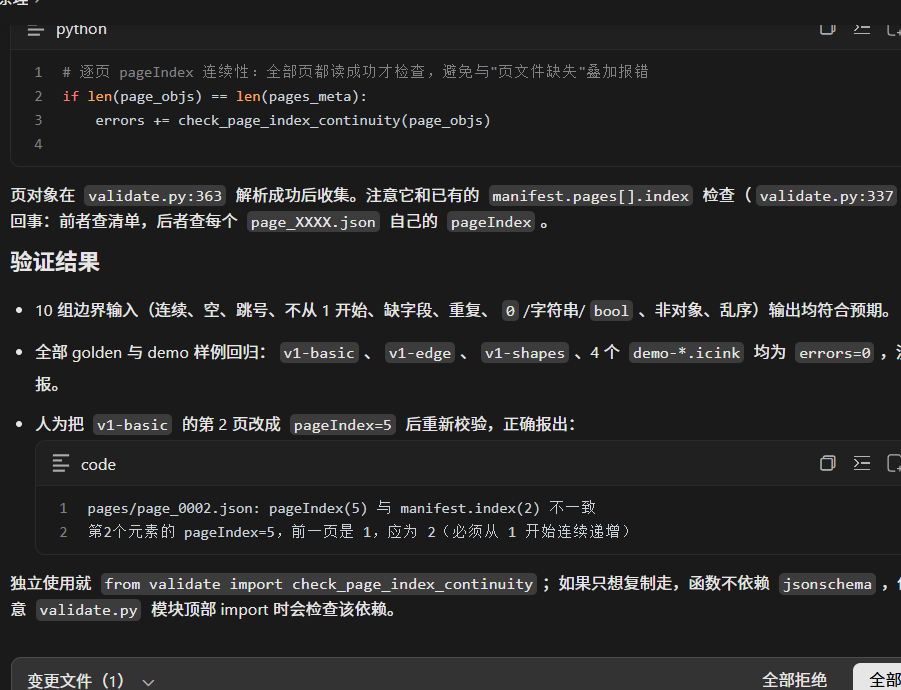 python
1 # 逐页 pageIndex 连续性：全部页都读成功才检查，避免与"页文件缺失"叠加报错
2 if len(page_objs) == len(pages_meta):
3 errors += check_page_index_continuity(page_objs)
4
页对象在 validate.py:363 解析成功后收集。注意它和已有的 manifest.pages[].index 检查（ validate.py:337
回事：前者查清单，后者查每个 page_XXXX.json 自己的 pageIndex 。
验证结果
• 10 组边界输入（连续、空、跳号、不从 1 开始、缺字段、重复、 0 /字符串/ bool 、非对象、乱序）输出均符合预期。
• 全部 golden 与 demo 样例回归： v1-basic 、 v1-edge 、 v1-shapes 、4 个 demo-*.icink 均为 errors=0 ，
报。
• 人为把 v1-basic 的第 2 页改成 pageIndex=5 后重新校验，正确报出：
code
1 pages/page_0002.json: pageIndex(5) 与 manifest.index(2) 不一致
2 第2个元素的 pageIndex=5，前一页是 1，应为 2（必须从 1 开始连续递增）
独立使用就 from validate import check_page_index_continuity ；如果只想复制走，函数不依赖 jsonschema ，
意 validate.py 模块顶部 import 时会检查该依赖。
变更文件（1） 全部拒绝 全部